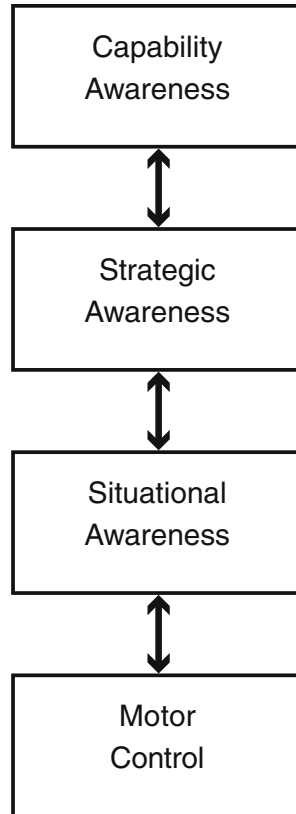 Capability
Awareness
Strategic
Awareness
Situational
Awareness
Motor
Control